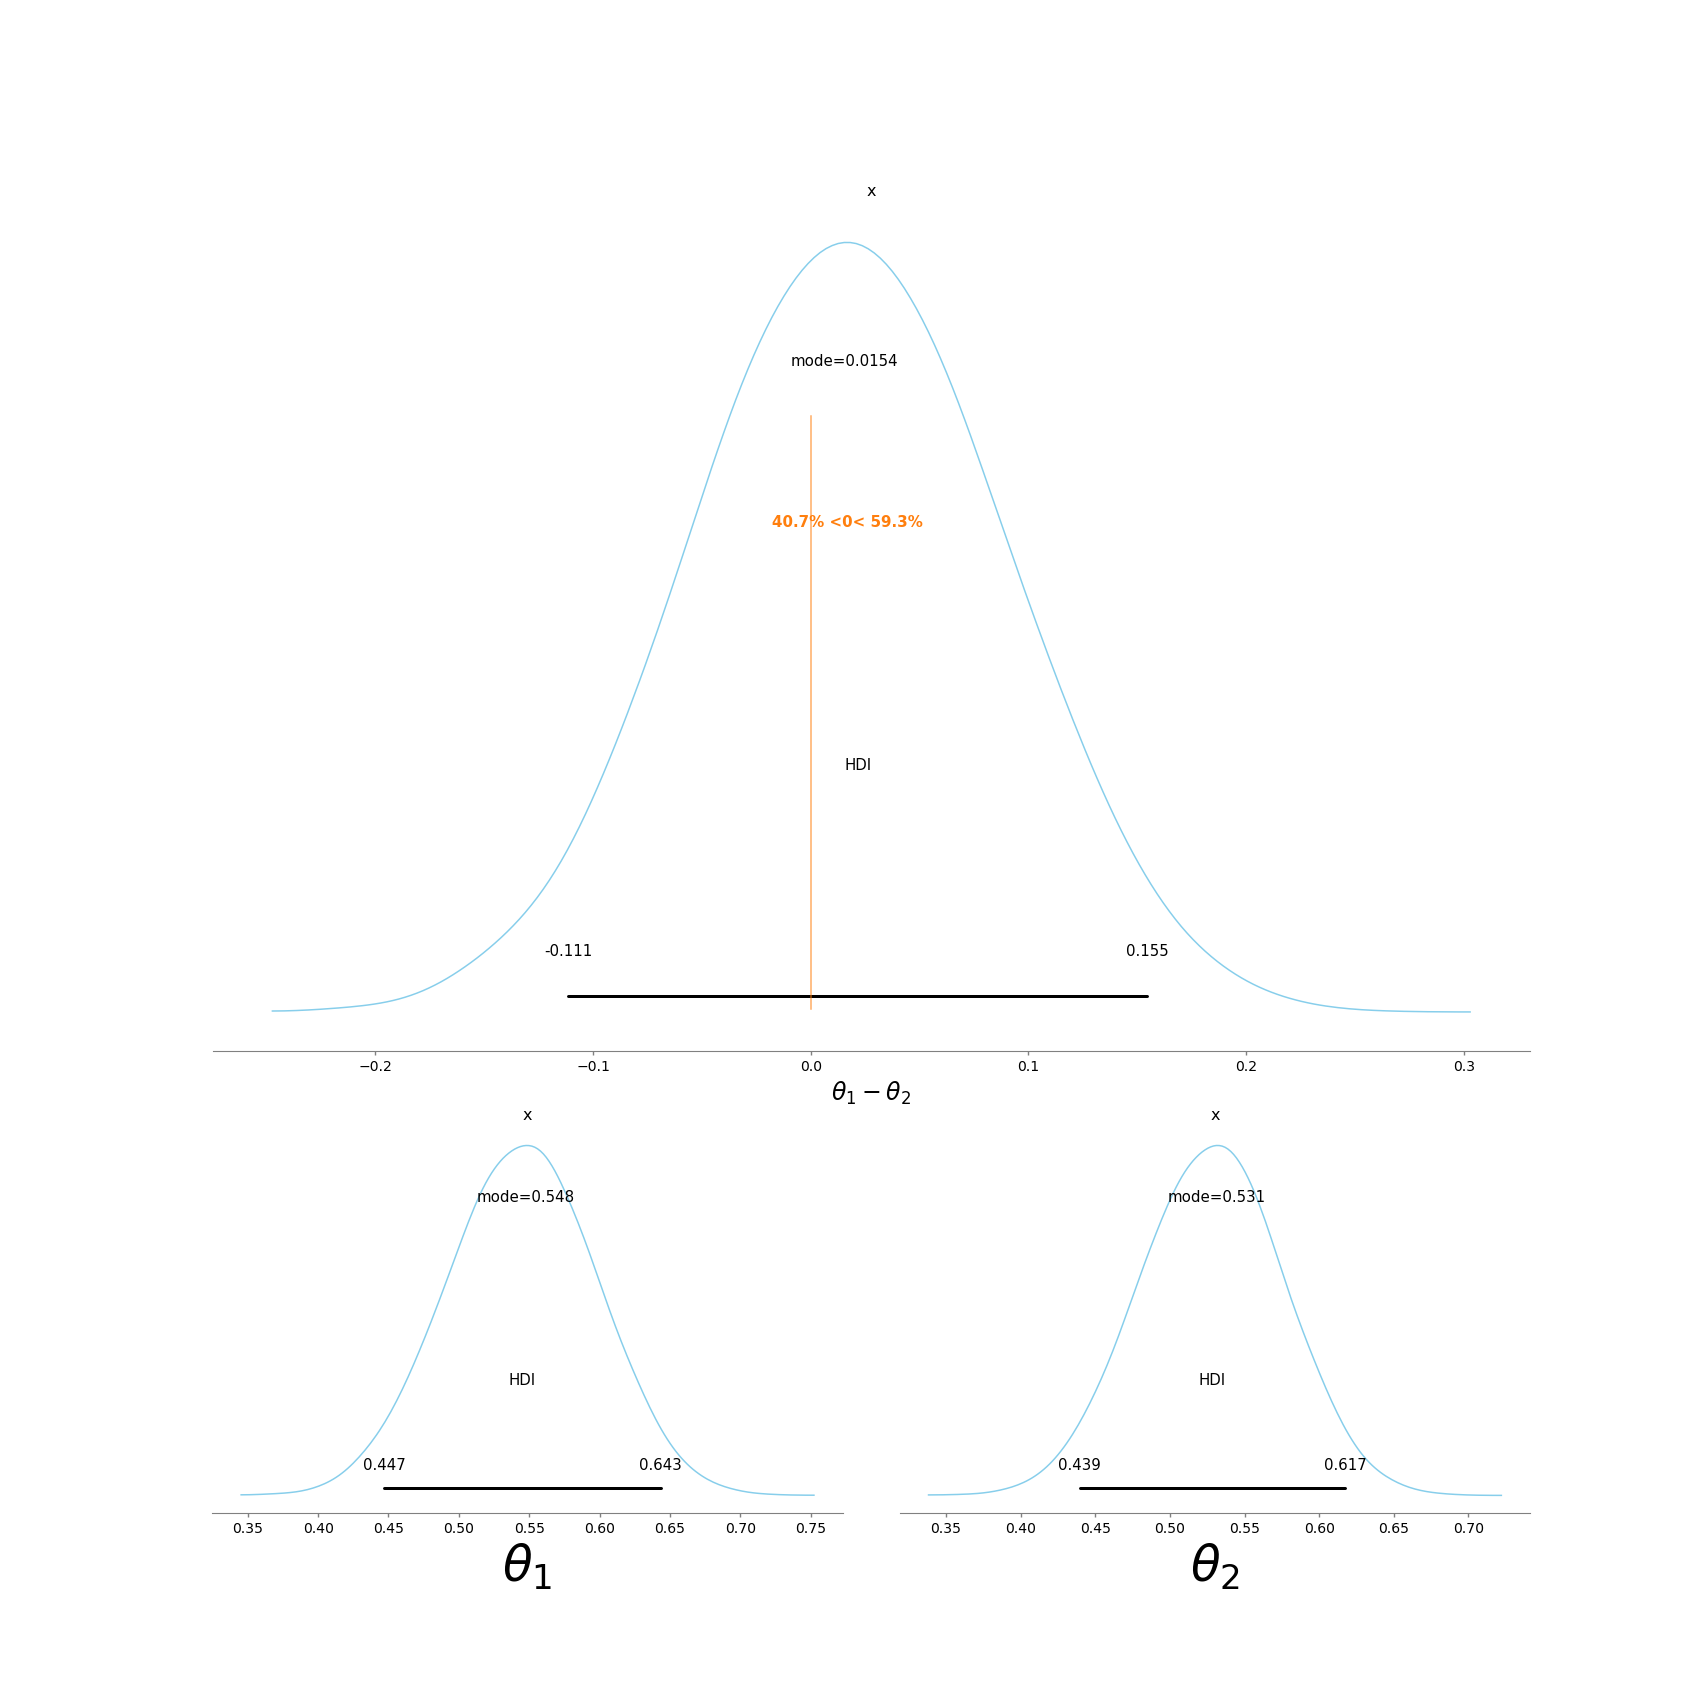 x
mode=0.0154
40.7% <0< 59.3%
HDI
-0.111 0.155
−0.2 −0.1 0.0 0.1 0.2 0.3
θ₁ − θ₂
x
mode=0.548
HDI
0.447 0.643
0.35 0.40 0.45 0.50 0.55 0.60 0.65 0.70 0.75
θ₁
x
mode=0.531
HDI
0.439 0.617
0.35 0.40 0.45 0.50 0.55 0.60 0.65 0.70
θ₂